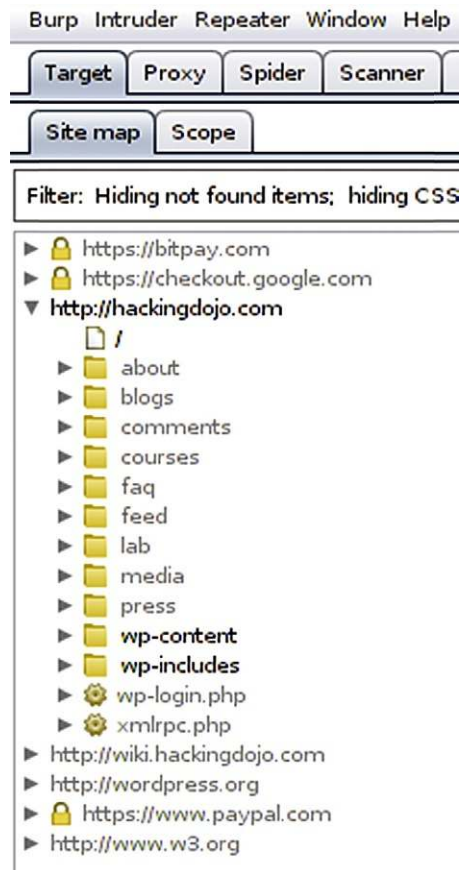 Burp Intruder Repeater Window Help
Target Proxy Spider Scanner
Site map Scope
Filter: Hiding not found items; hiding CSS
https://bitpay.com
https://checkout.google.com
http://hackingdojo.com
/
about
blogs
comments
courses
faq
feed
lab
media
press
wp-content
wp-includes
wp-login.php
xmlrpc.php
http://wiki.hackingdojo.com
http://wordpress.org
https://www.paypal.com
http://www.w3.org